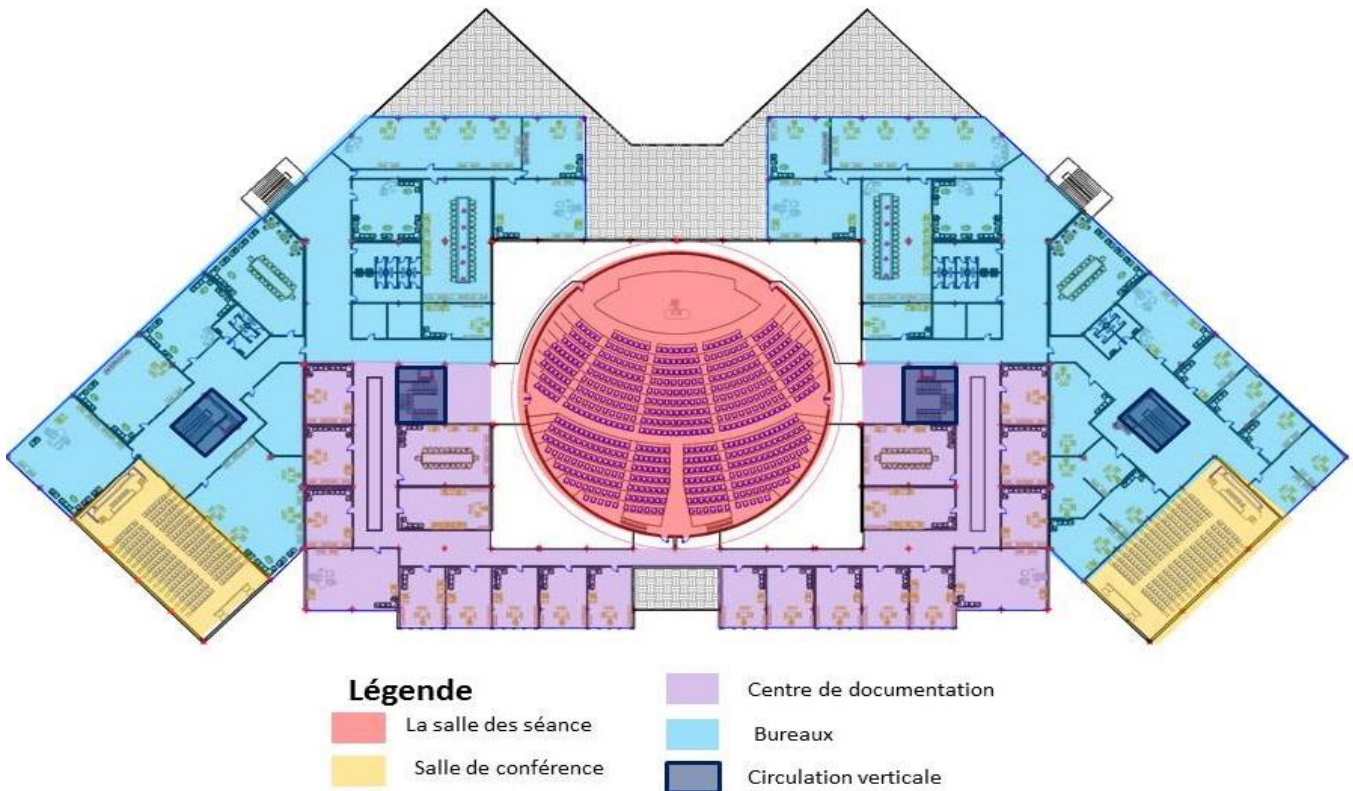 Légende
La salle des séance
Salle de conférence
Centre de documentation
Bureaux
Circulation verticale